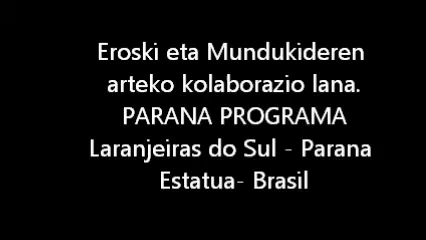 Eroski eta Mundukideren
arteko kolaborazio lana.
PARANA PROGRAMA
Laranjeiras do Sul - Parana
Estatua- Brasil